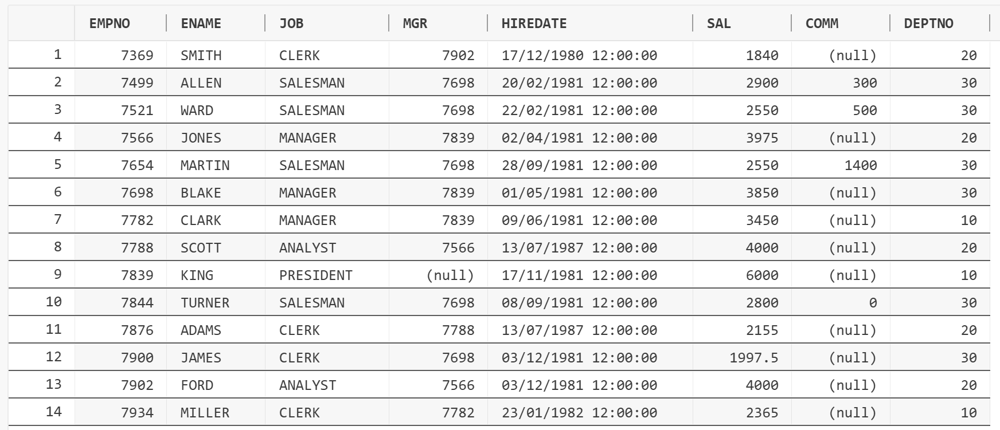 EMPNO ENAME JOB MGR HIREDATE SAL COMM DEPTNO
1 7369 SMITH CLERK 7902 17/12/1980 12:00:00 1840 (null) 20
2 7499 ALLEN SALESMAN 7698 20/02/1981 12:00:00 2900 300 30
3 7521 WARD SALESMAN 7698 22/02/1981 12:00:00 2550 500 30
4 7566 JONES MANAGER 7839 02/04/1981 12:00:00 3975 (null) 20
5 7654 MARTIN SALESMAN 7698 28/09/1981 12:00:00 2550 1400 30
6 7698 BLAKE MANAGER 7839 01/05/1981 12:00:00 3850 (null) 30
7 7782 CLARK MANAGER 7839 09/06/1981 12:00:00 3450 (null) 10
8 7788 SCOTT ANALYST 7566 13/07/1987 12:00:00 4000 (null) 20
9 7839 KING PRESIDENT (null) 17/11/1981 12:00:00 6000 (null) 10
10 7844 TURNER SALESMAN 7698 08/09/1981 12:00:00 2800 0 30
11 7876 ADAMS CLERK 7788 13/07/1987 12:00:00 2155 (null) 20
12 7900 JAMES CLERK 7698 03/12/1981 12:00:00 1997.5 (null) 30
13 7902 FORD ANALYST 7566 03/12/1981 12:00:00 4000 (null) 20
14 7934 MILLER CLERK 7782 23/01/1982 12:00:00 2365 (null) 10